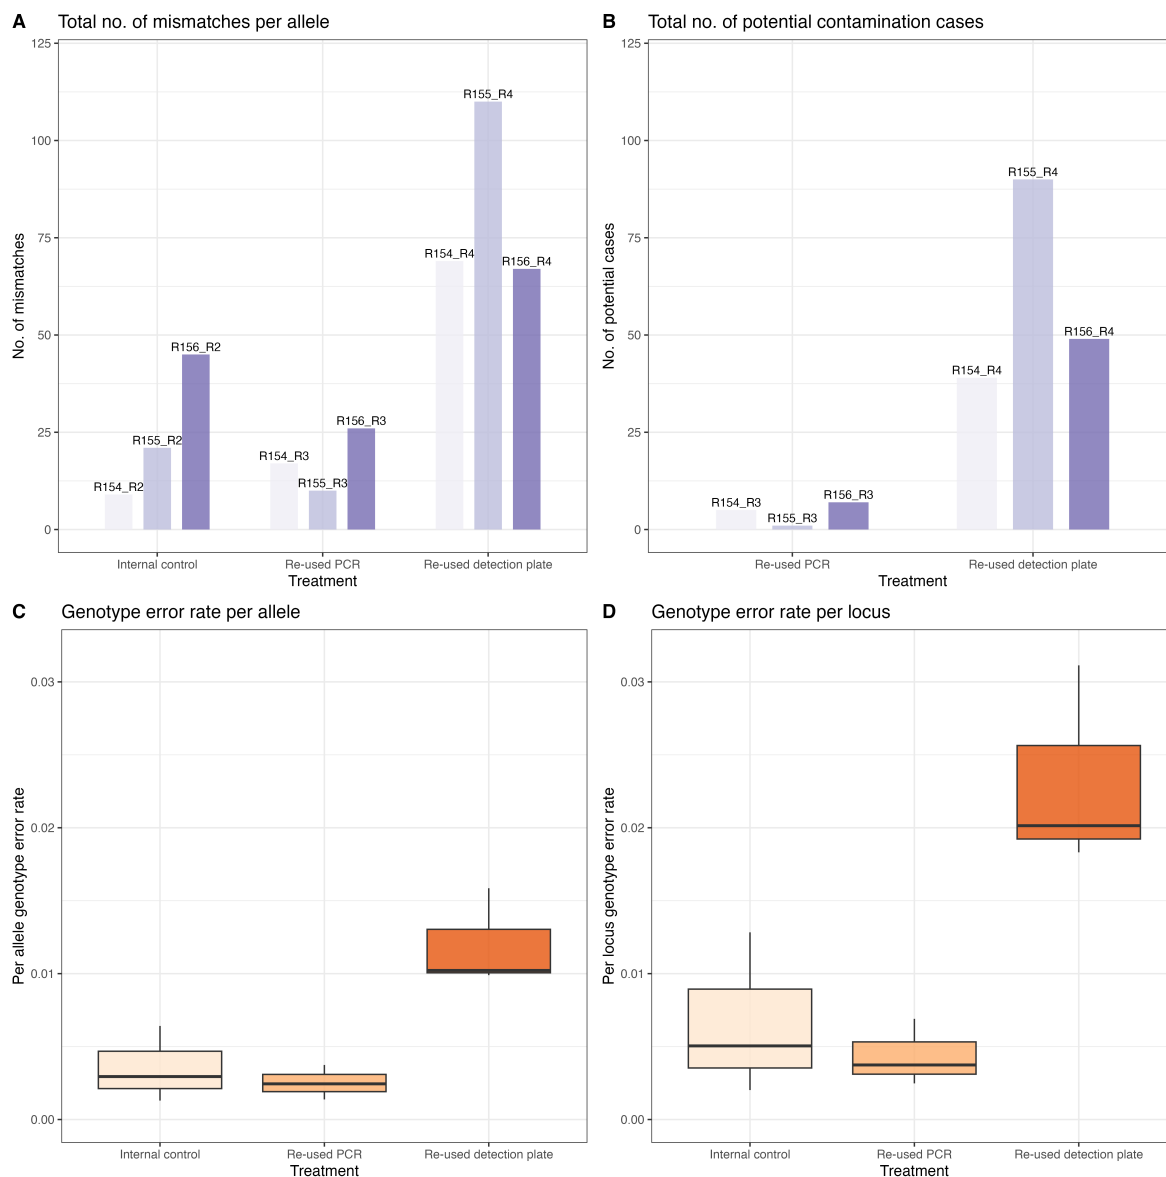 A Total no. of mismatches per allele
No. of mismatches
125
100
75
50
25
0
R154_R2
R155_R2
R156_R2
R154_R3
R155_R3
R156_R3
R154_R4
R155_R4
R156_R4
Internal control
Re-used PCR
Re-used detection plate
Treatment
B Total no. of potential contamination cases
No. of potential cases
125
100
75
50
25
0
R154_R3
R155_R3
R156_R3
R154_R4
R155_R4
R156_R4
Re-used PCR
Re-used detection plate
Treatment
C Genotype error rate per allele
Per allele genotype error rate
0.03
0.02
0.01
0.00
Internal control
Re-used PCR
Re-used detection plate
Treatment
D Genotype error rate per locus
Per locus genotype error rate
0.03
0.02
0.01
0.00
Internal control
Re-used PCR
Re-used detection plate
Treatment